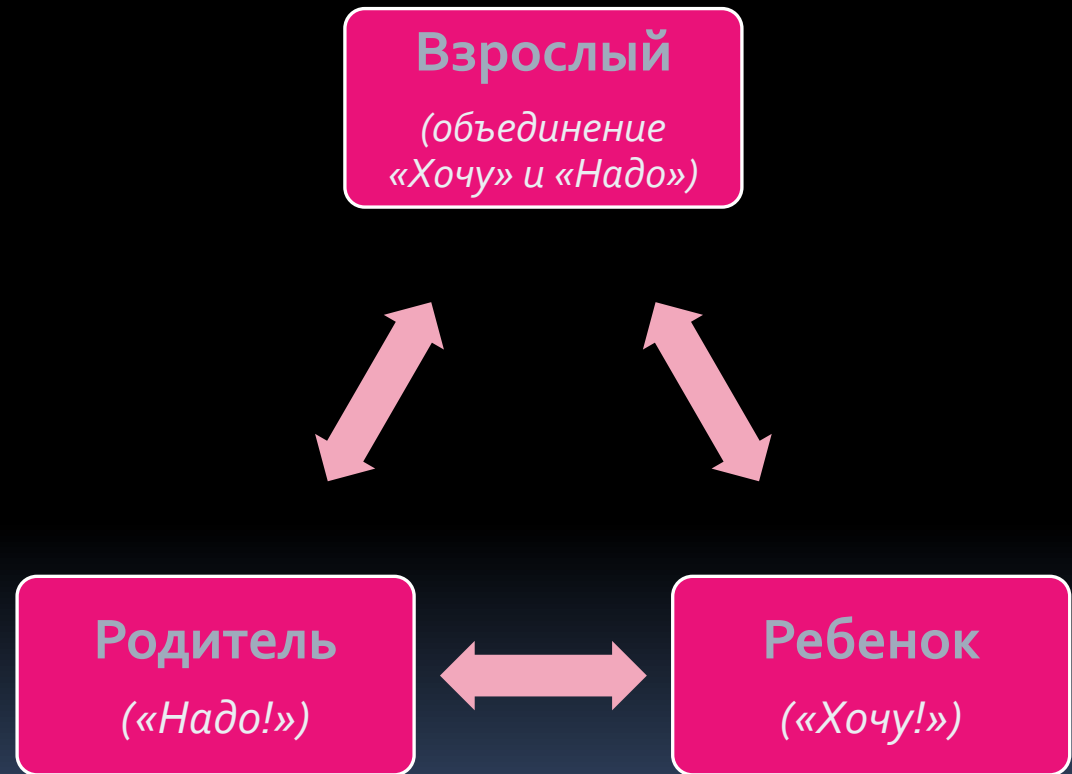 Взрослый
(объединение
«Хочу» и «Надо»)
Родитель
(«Надо!»)
Ребенок
(«Хочу!»)